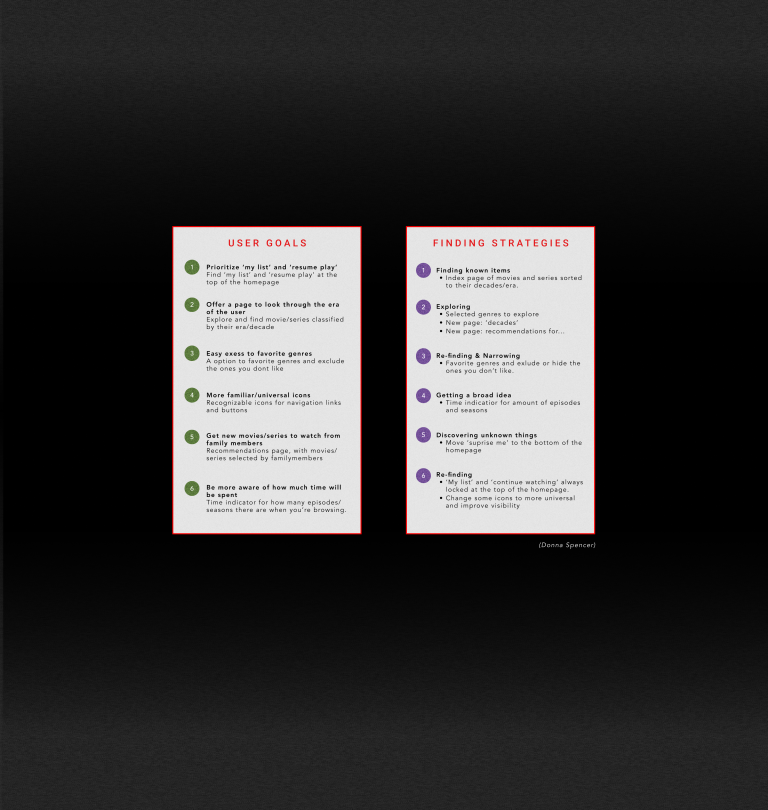 USER GOALS
1
Prioritize 'my list' and 'resume play'
Find 'my list' and 'resume play' at the
top of the homepage
2
Offer a page to look through the era
of the user
Explore and find movie/series classified
by their era/decade
3
Easy exess to favorite genres
A option to favorite genres and exclude
the ones you dont like
4
More familiar/universal icons
Recognizable icons for navigation links
and buttons
5
Get new movies/series to watch from
family members
Recommendations page, with movies/
series selected by familymembers
6
Be more aware of how much time will
be spent
Time indicator for how many episodes/
seasons there are when you're browsing.
FINDING STRATEGIES
1
Finding known items
• Index page of movies and series sorted
to their decades/era.
2
Exploring
• Selected genres to explore
• New page: 'decades'
• New page: recommendations for...
3
Re-finding & Narrowing
• Favorite genres and exlude or hide the
ones you don't like.
4
Getting a broad idea
• Time indicatior for amount of episodes
and seasons
5
Discovering unknown things
• Move 'suprise me' to the bottom of the
homepage
6
Re-finding
• 'My list' and 'continue watching' always
locked at the top of the homepage.
• Change some icons to more universal
and improve visibility
(Donna Spencer)